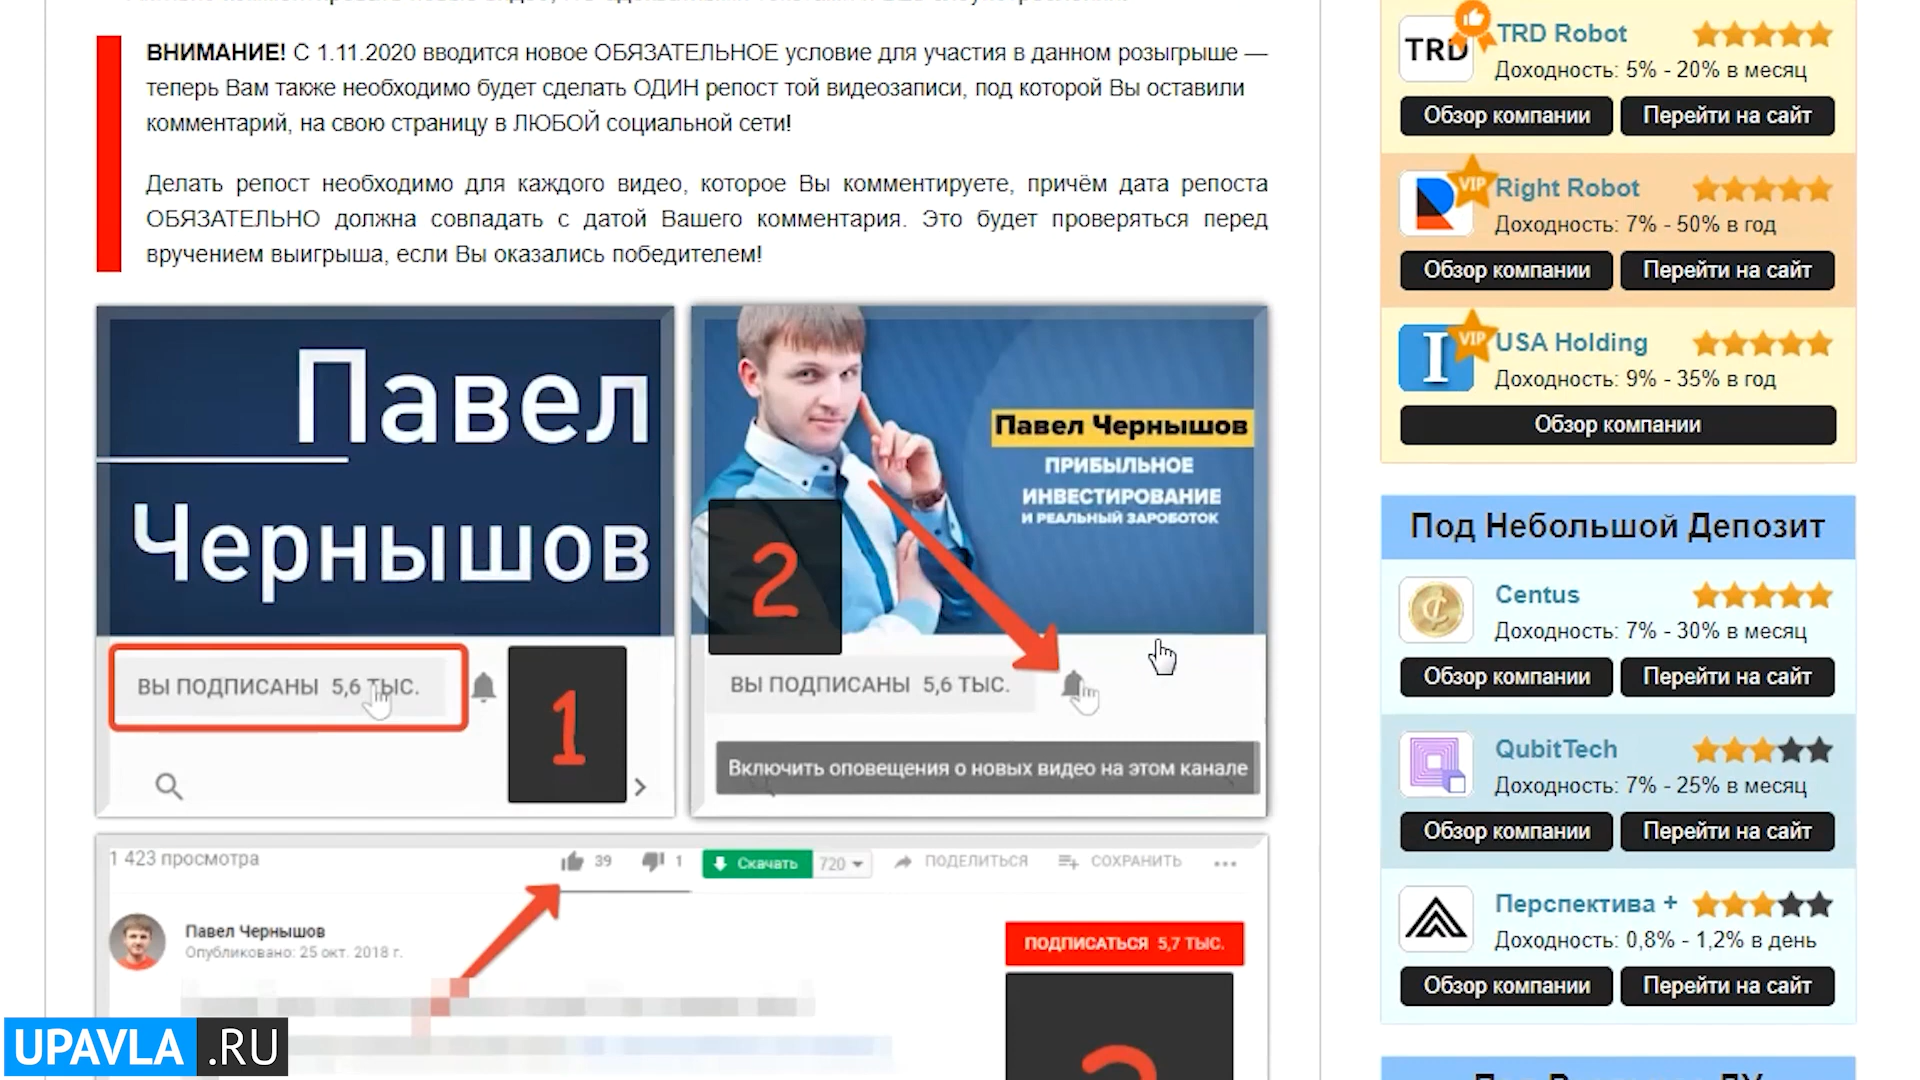 ВНИМАНИЕ! С 1.11.2020 вводится новое ОБЯЗАТЕЛЬНОЕ условие для участия в данном розыгрыше —
теперь Вам также необходимо будет сделать ОДИН репост той видеозаписи, под которой Вы оставили
комментарий, на свою страницу в ЛЮБОЙ социальной сети!
Делать репост необходимо для каждого видео, которое Вы комментируете, причём дата репоста
ОБЯЗАТЕЛЬНО должна совпадать с датой Вашего комментария. Это будет проверяться перед
вручением выигрыша, если Вы оказались победителем!
Павел
Чернышов
ВЫ ПОДПИСАНЫ 5,6 ТЫС.
1
Павел Чернышов
ПРИБЫЛЬНОЕ
ИНВЕСТИРОВАНИЕ
И РЕАЛЬНЫЙ ЗАРОБОТОК
2
ВЫ ПОДПИСАНЫ 5,6 ТЫС.
Включить оповещения о новых видео на этом канале
1 423 просмотра
39
1
Скачать
720
ПОДЕЛИТЬСЯ
СОХРАНИТЬ
Павел Чернышов
Опубликовано: 25 окт. 2018 г.
ПОДПИСАТЬСЯ 5,7 ТЫС.
UPAVLA.RU
TRD
TRD Robot
Доходность: 5% - 20% в месяц
Обзор компании
Перейти на сайт
VIP
Right Robot
Доходность: 7% - 50% в год
Обзор компании
Перейти на сайт
I
VIP
USA Holding
Доходность: 9% - 35% в год
Обзор компании
Под Небольшой Депозит
Centus
Доходность: 7% - 30% в месяц
Обзор компании
Перейти на сайт
QubitTech
Доходность: 7% - 25% в месяц
Обзор компании
Перейти на сайт
Перспектива +
Доходность: 0,8% - 1,2% в день
Обзор компании
Перейти на сайт